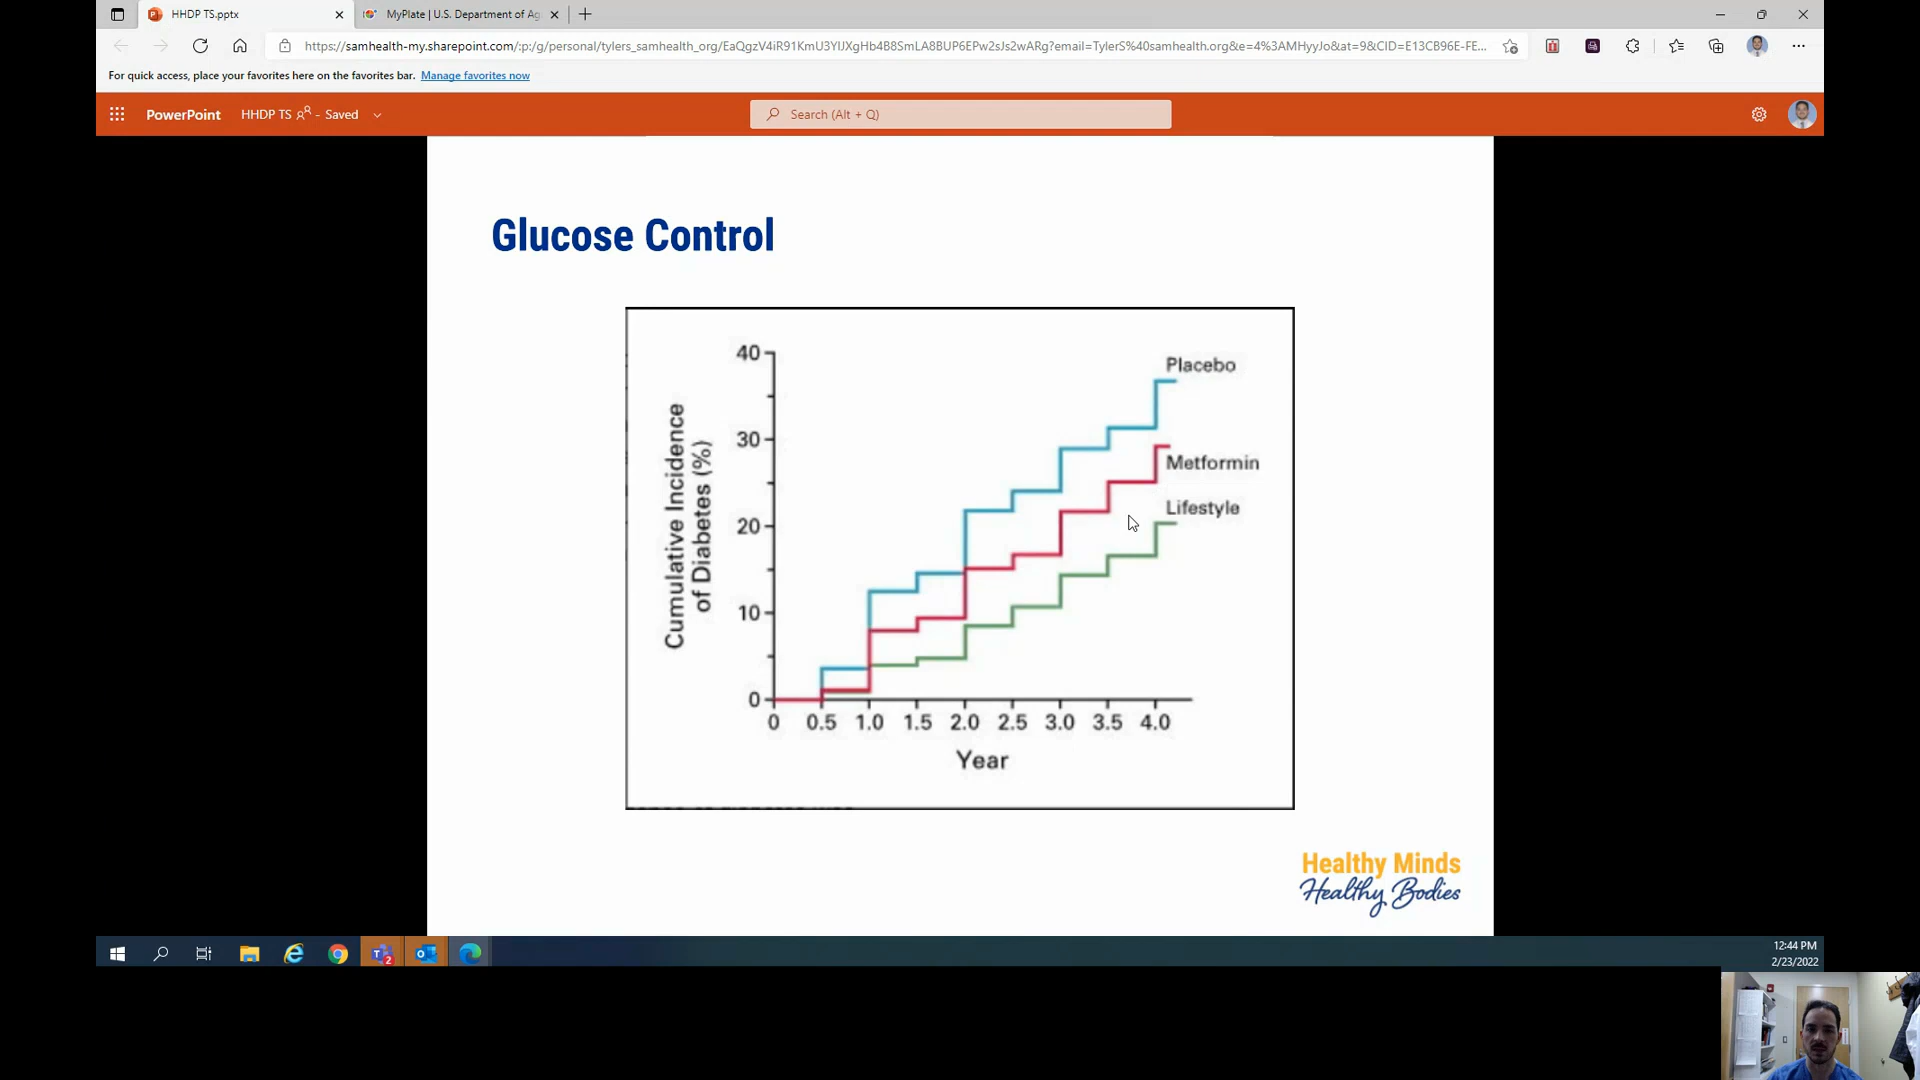 HHDP TS.pptx
MyPlate | U.S. Department of Ag
https://samhealth-my.sharepoint.com/:p:/g/personal/tylers_samhealth_org/EaQgzV4iR91KmU3YlJXgHb4B8SmLA8BUP6EPw2sJs2wARg?email=TylerS%40samhealth.org&e=4%3AMHyyJo&at=9&CID=E13CB96E-FE...
For quick access, place your favorites here on the favorites bar. Manage favorites now
PowerPoint HHDP TS - Saved
Search (Alt + Q)
Glucose Control
Cumulative Incidence
of Diabetes (%)
40
30
20
10
0
Placebo
Metformin
Lifestyle
0 0.5 1.0 1.5 2.0 2.5 3.0 3.5 4.0
Year
Healthy Minds
Healthy Bodies
2
12:44 PM
2/23/2022